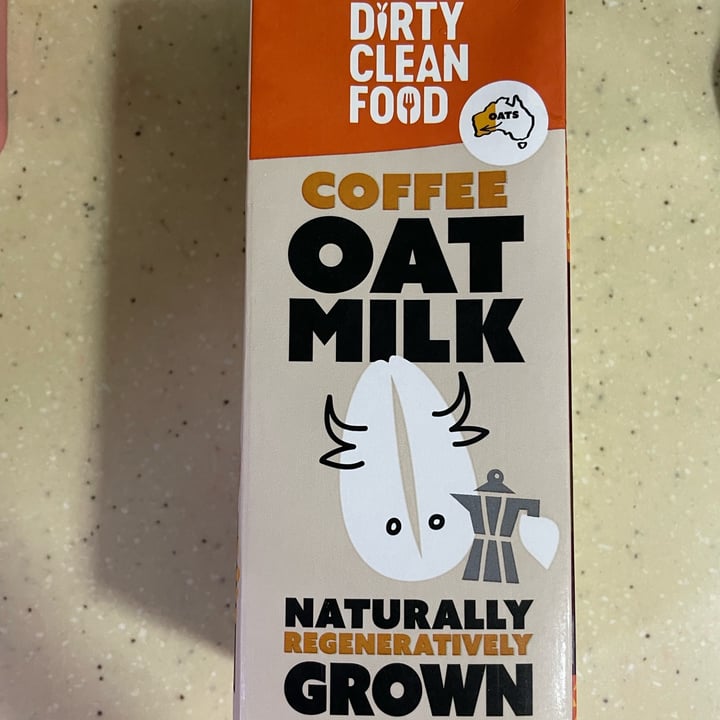 DIRTY
CLEAN
FOOD
OATS
COFFEE
OAT
MILK
NATURALLY
REGENERATIVELY
GROWN